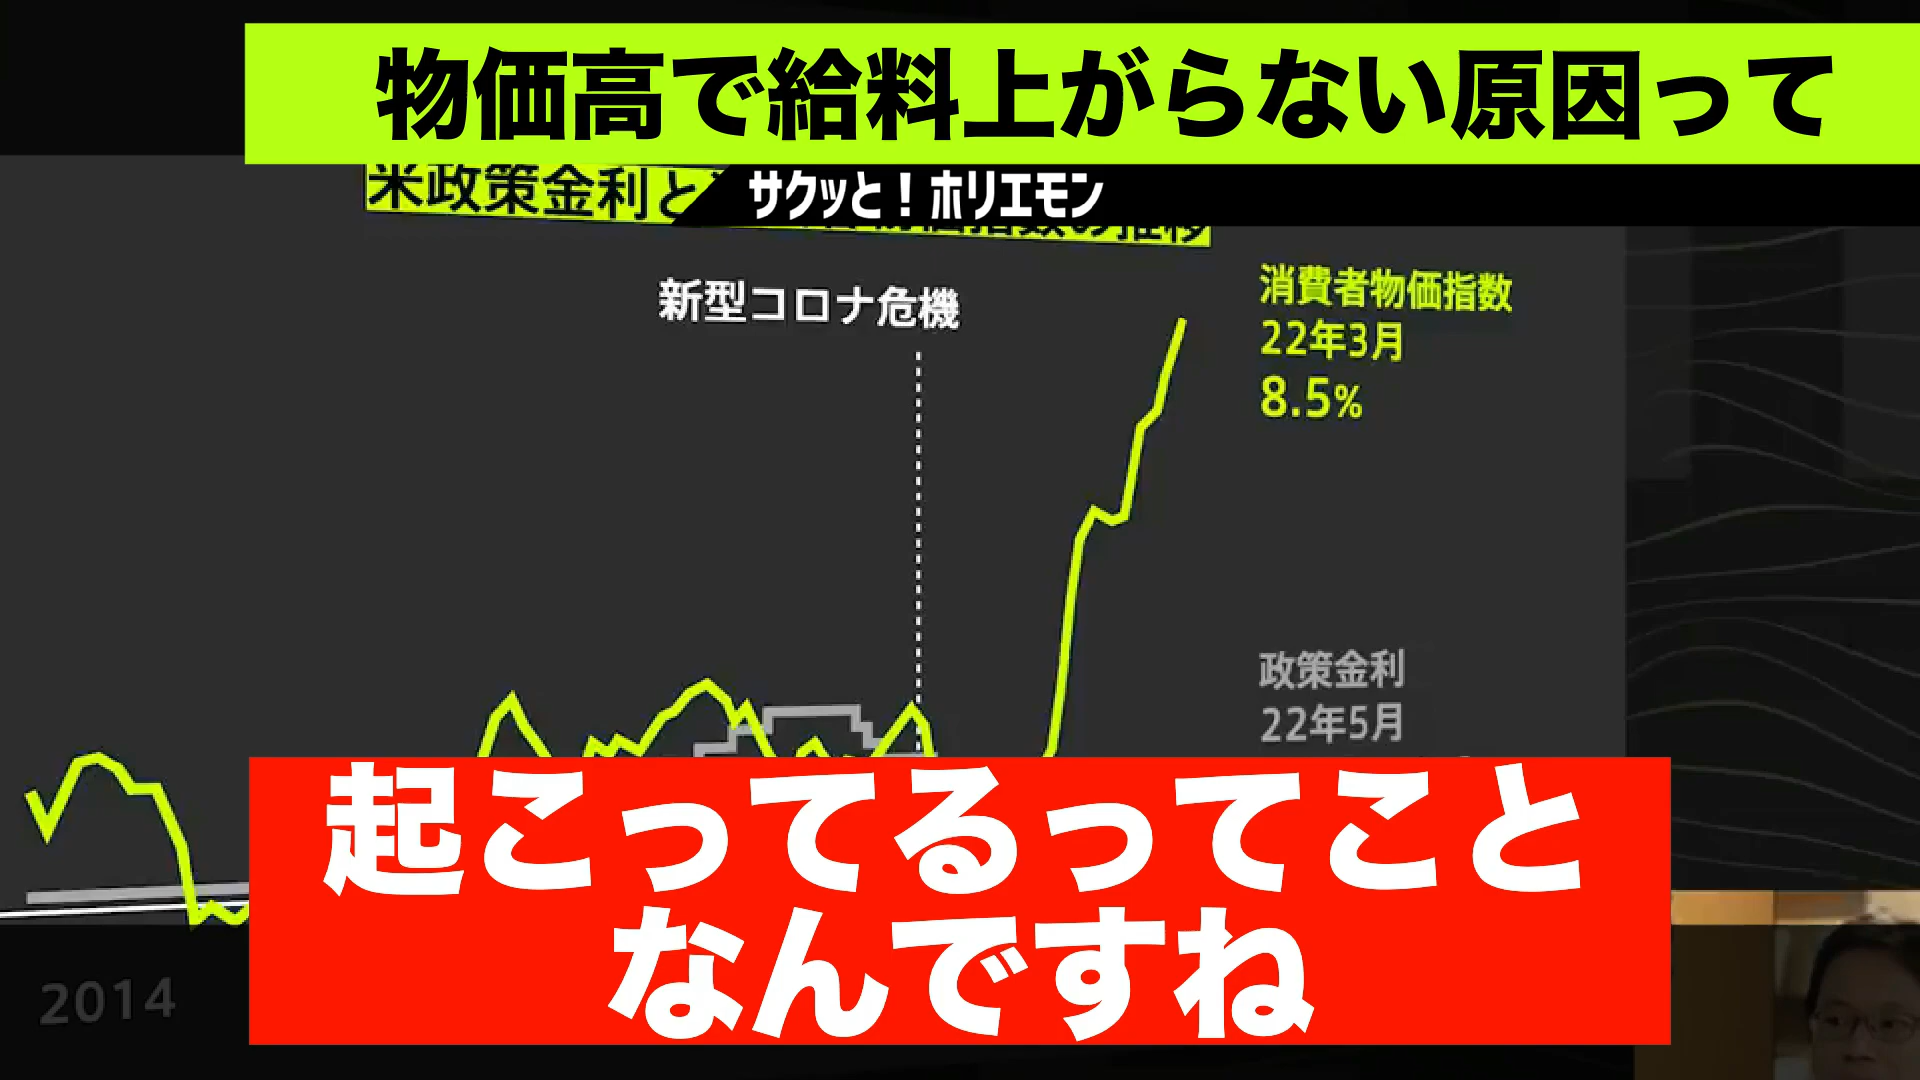 物価高で給料上がらない原因って
米政策金利と
サクッと！ホリエモン
の推移
新型コロナ危機
消費者物価指数
22年3月
8.5%
政策金利
22年5月
起こってるってこと
なんですね
2014